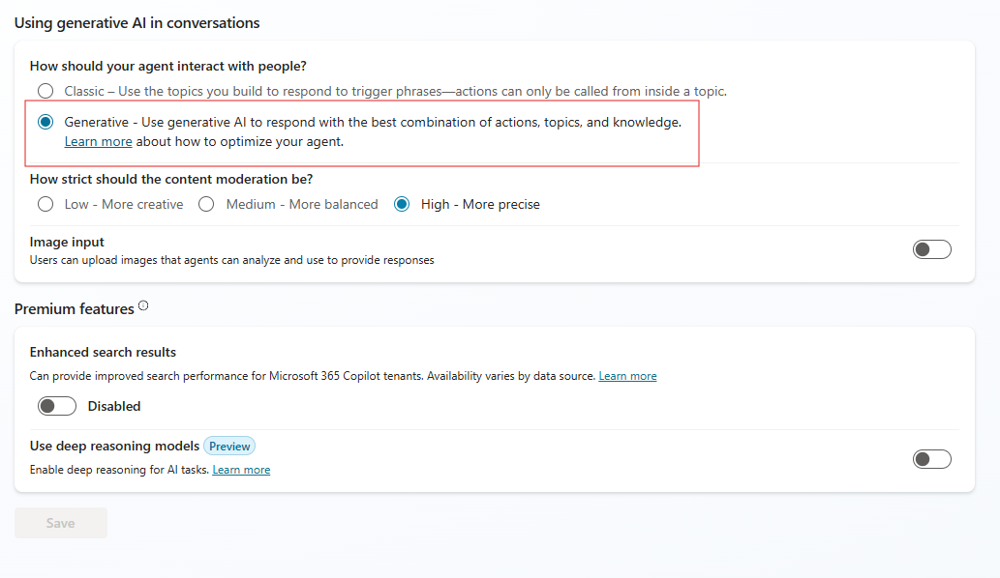 Using generative AI in conversations
How should your agent interact with people?
Classic – Use the topics you build to respond to trigger phrases—actions can only be called from inside a topic.
Generative - Use generative AI to respond with the best combination of actions, topics, and knowledge.
Learn more about how to optimize your agent.
How strict should the content moderation be?
Low - More creative Medium - More balanced High - More precise
Image input
Users can upload images that agents can analyze and use to provide responses
Premium features
Enhanced search results
Can provide improved search performance for Microsoft 365 Copilot tenants. Availability varies by data source. Learn more
Disabled
Use deep reasoning models Preview
Enable deep reasoning for AI tasks. Learn more
Save